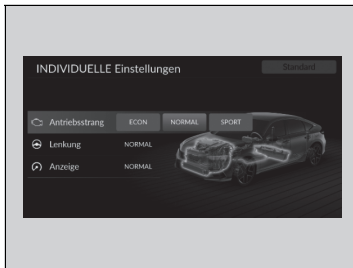 INDIVIDUELLE Einstellungen Standard
Antriebsstrang ECON NORMAL SPORT
Lenkung NORMAL
Anzeige NORMAL